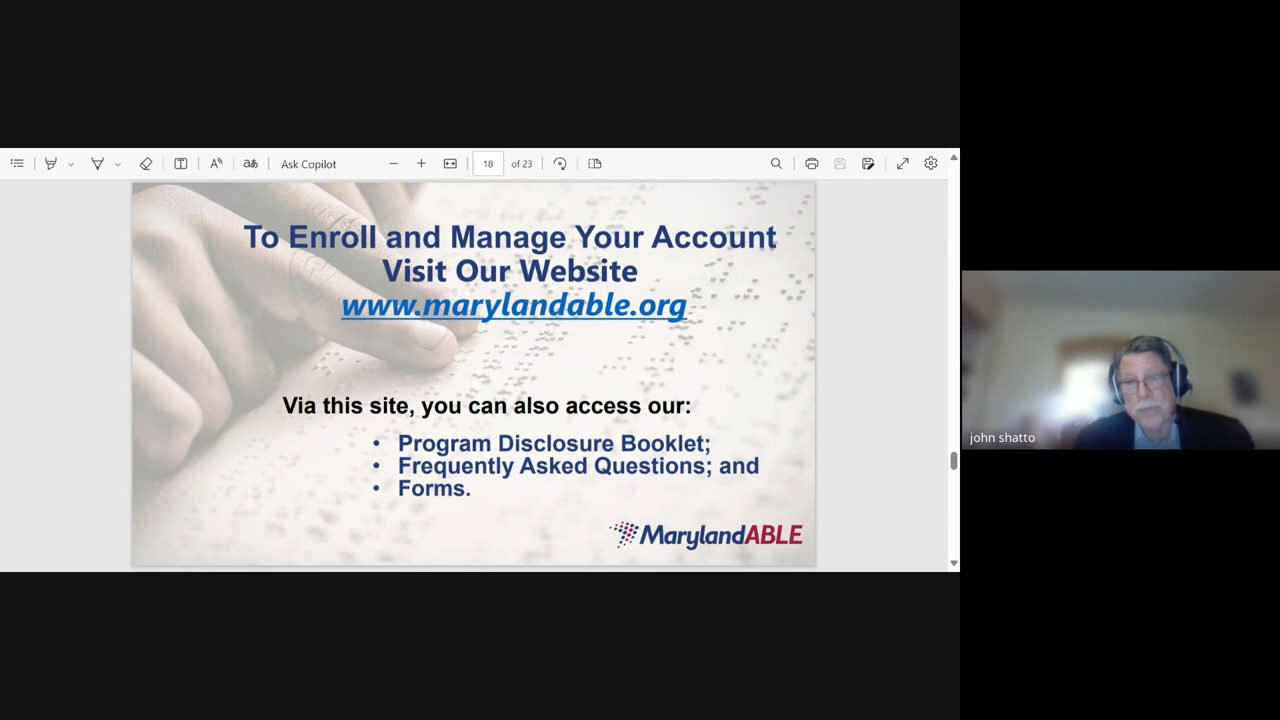 Ask Copilot
18 of 23
To Enroll and Manage Your Account
Visit Our Website
www.marylandable.org
Via this site, you can also access our:
• Program Disclosure Booklet;
• Frequently Asked Questions; and
• Forms.
MarylandABLE
john shatto